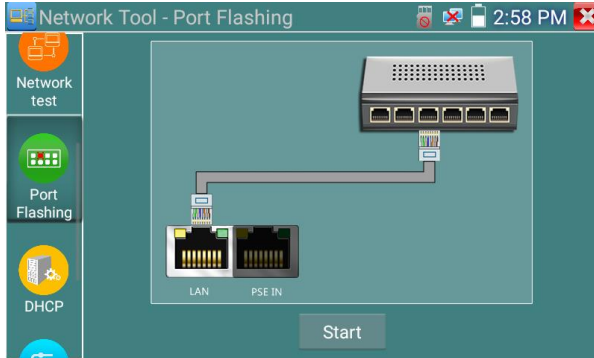 Network Tool - Port Flashing
2:58 PM
Network
test
Port
Flashing
DHCP
LAN
PSE IN
Start